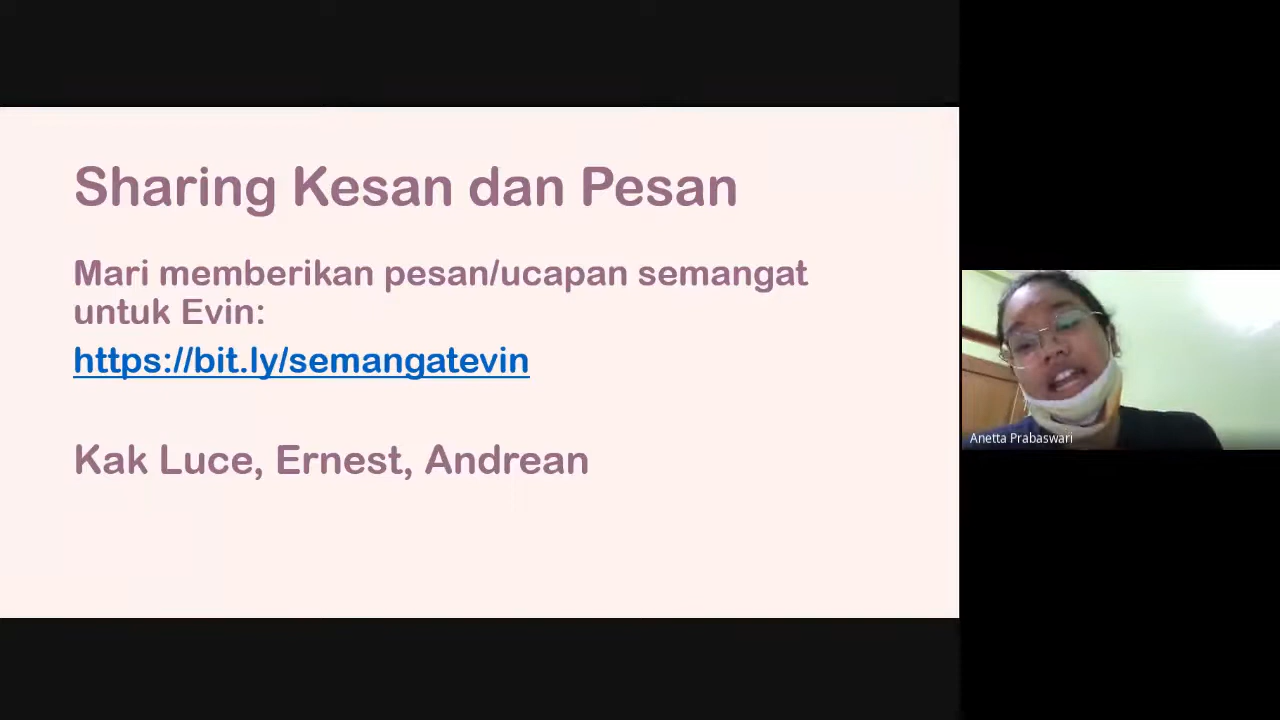 Sharing Kesan dan Pesan
Mari memberikan pesan/ucapan semangat
untuk Evin:
https://bit.ly/semangatevin
Kak Luce, Ernest, Andrean
Anetta Prabaswari